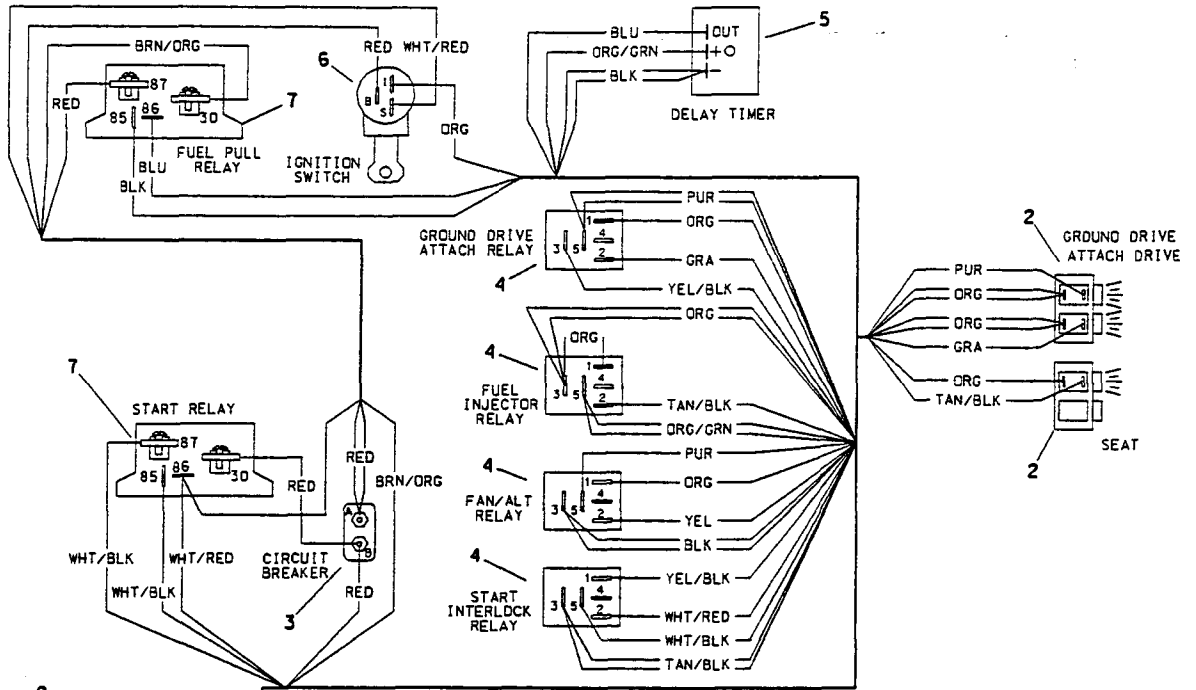 RED WHT/RED
BRN/ORG
6
87
RED
85
86
30
7
FUEL PULL
RELAY
BLU
BLK
I
B
S
ORG
IGNITION
SWITCH
BLU
OUT
5
ORG/GRN
+
BLK
-
DELAY TIMER
PUR
ORG
1
4
3
5
2
GROUND DRIVE
ATTACH RELAY
4
GRA
YEL/BLK
ORG
ORG
4
1
4
3
5
2
FUEL
INJECTOR
RELAY
TAN/BLK
ORG/GRN
PUR
4
ORG
1
4
3
5
2
FAN/ALT
RELAY
YEL
BLK
4
YEL/BLK
1
4
3
5
2
START
INTERLOCK
RELAY
WHT/RED
WHT/BLK
TAN/BLK
2
GROUND DRIVE
ATTACH DRIVE
PUR
ORG
ORG
GRA
ORG
TAN/BLK
SEAT
2
7
START RELAY
87
85
86
30
RED
RED
BRN/ORG
A
B
WHT/BLK
WHT/RED
WHT/BLK
CIRCUIT
BREAKER
RED
3